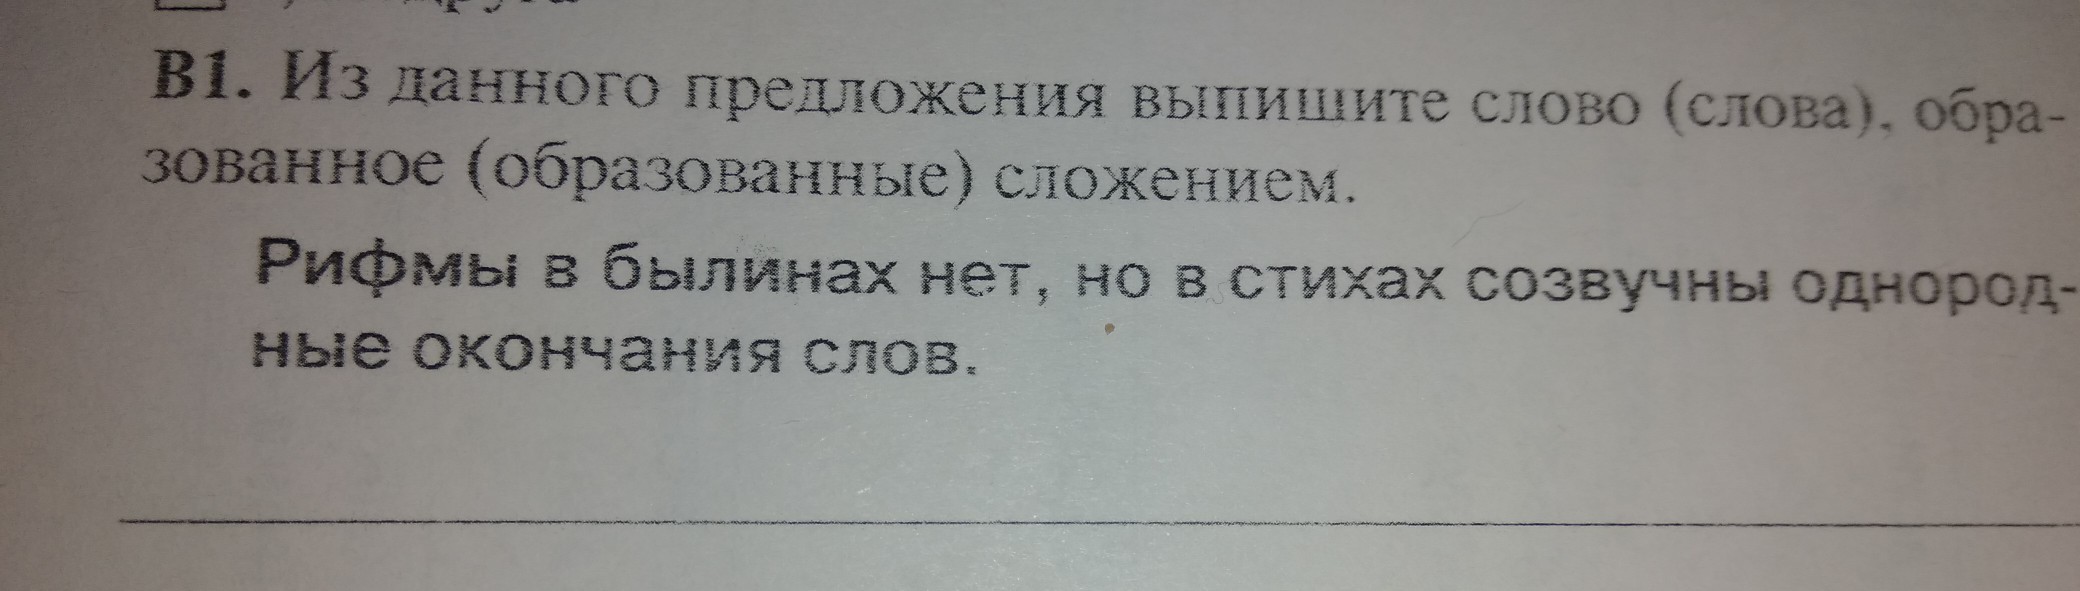 В1. Из данного предложения выпишите слово (слова), обра-
зованное (образованные) сложением.
Рифмы в былинах нет, но в стихах созвучны однород-
ные окончания слов.